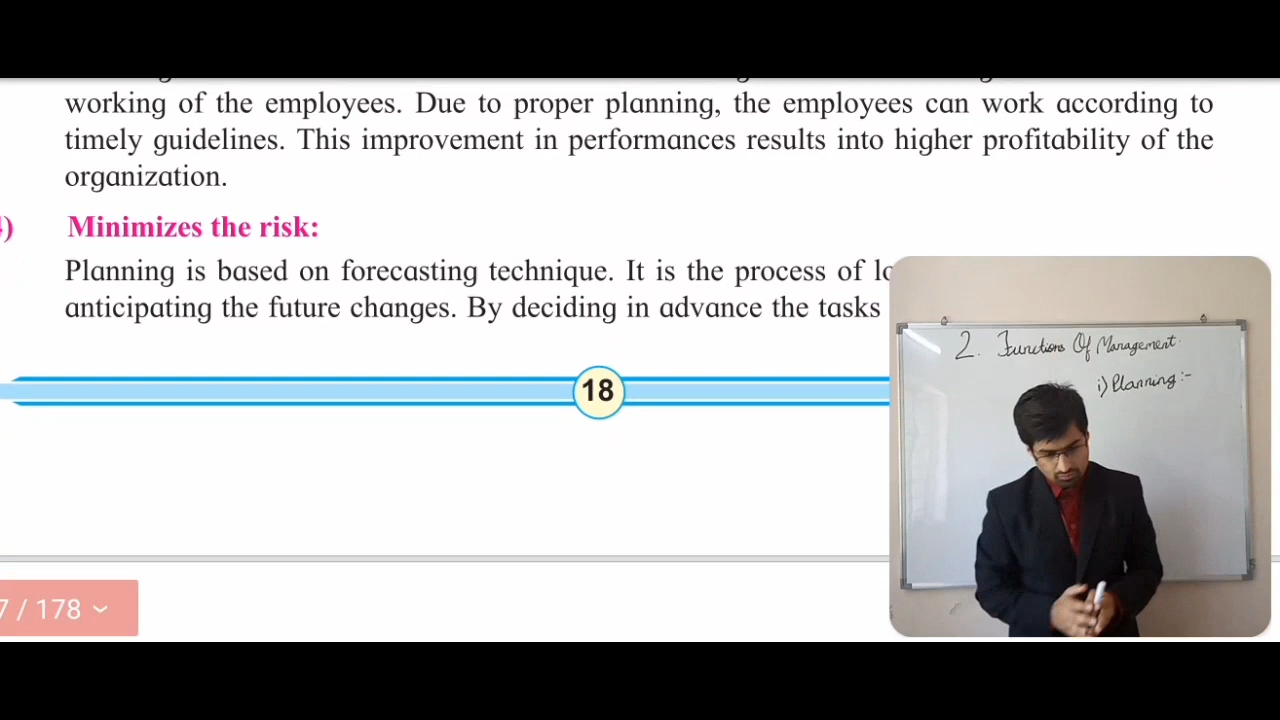 working of the employees. Due to proper planning, the employees can work according to
timely guidelines. This improvement in performances results into higher profitability of the
organization.
Minimizes the risk:
Planning is based on forecasting technique. It is the process of
anticipating the future changes. By deciding in advance the tasks
18
/ 178
2. Functions Of Management.
i) Planning :-